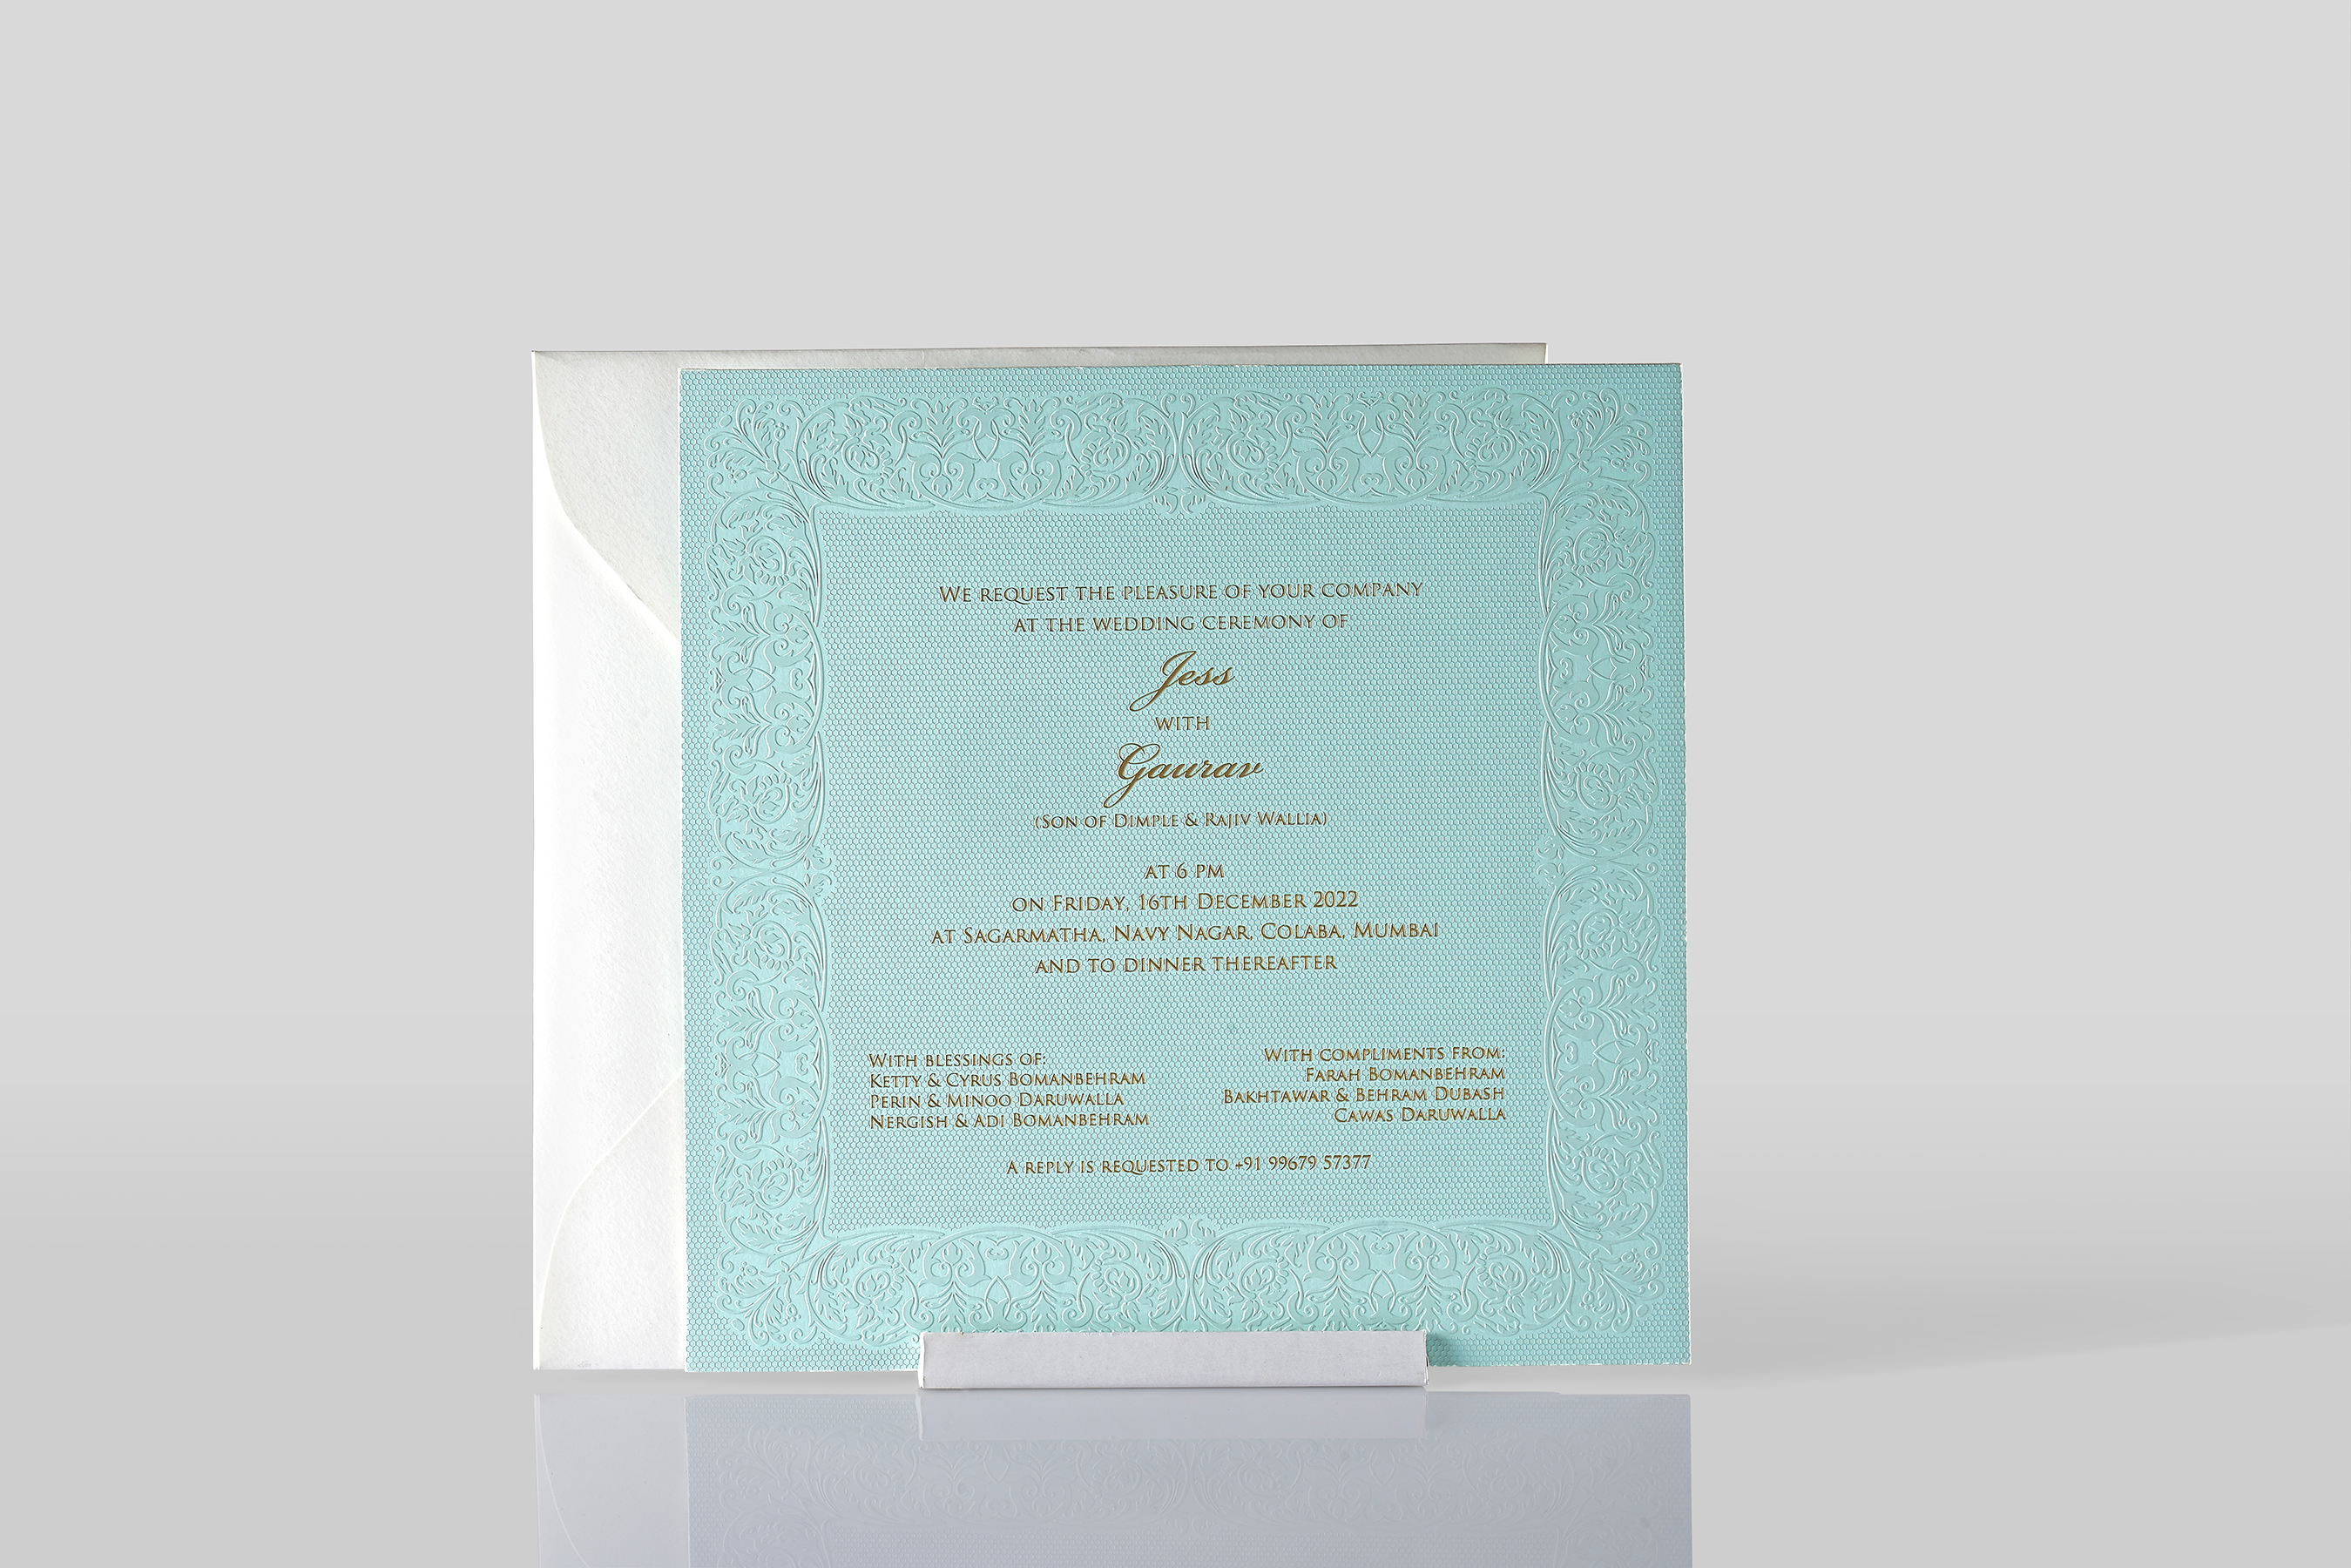 We request the pleasure of your company
at the wedding ceremony of
Jess
with
Gaurav
(Son of Dimple & Rajiv Wallia)
at 6 pm
on Friday, 16th December 2022
at Sagarmatha, Navy Nagar, Colaba, Mumbai
and to dinner thereafter
With blessings of:
Ketty & Cyrus Bomanbehram
Perin & Minoo Daruwalla
Nergish & Adi Bomanbehram
With compliments from:
Farah Bomanbehram
Bakhtawar & Behram Dubash
Cawas Daruwalla
A reply is requested to +91 99679 57377